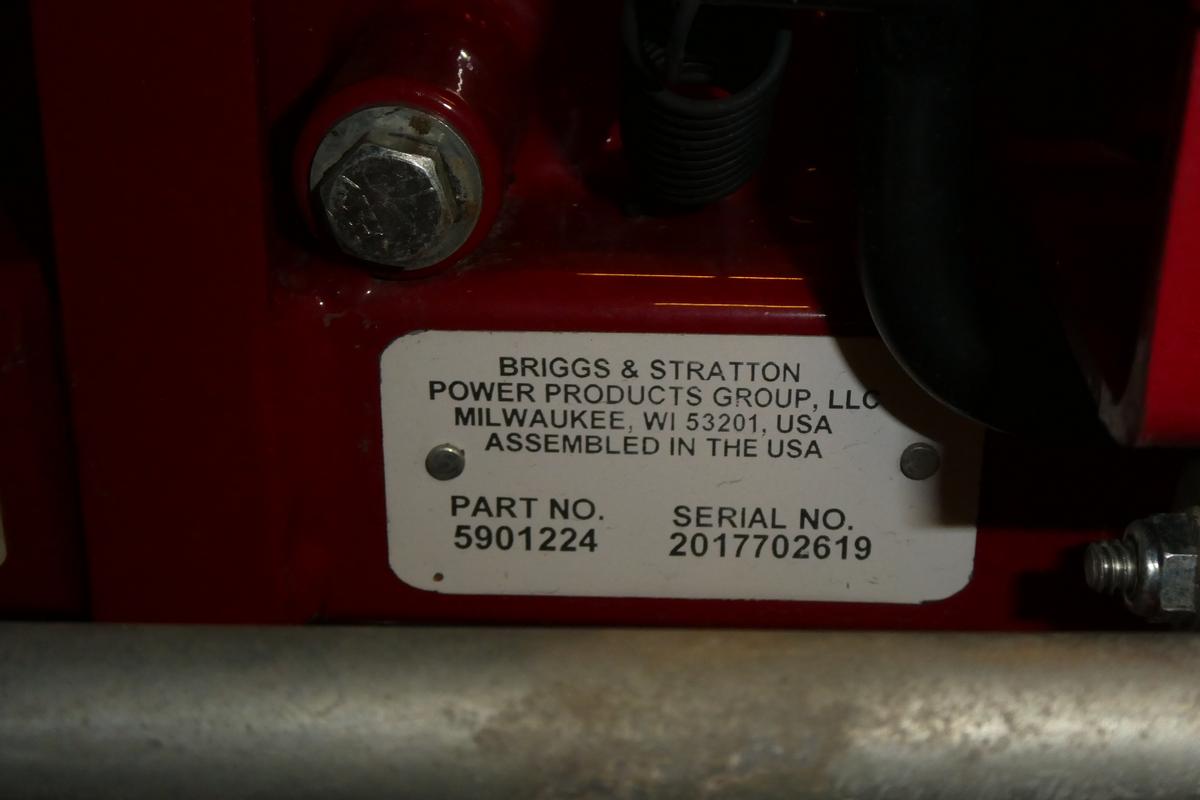 BRIGGS & STRATTON
POWER PRODUCTS GROUP, LLC
MILWAUKEE, WI 53201, USA
ASSEMBLED IN THE USA
PART NO. SERIAL NO.
5901224 2017702619